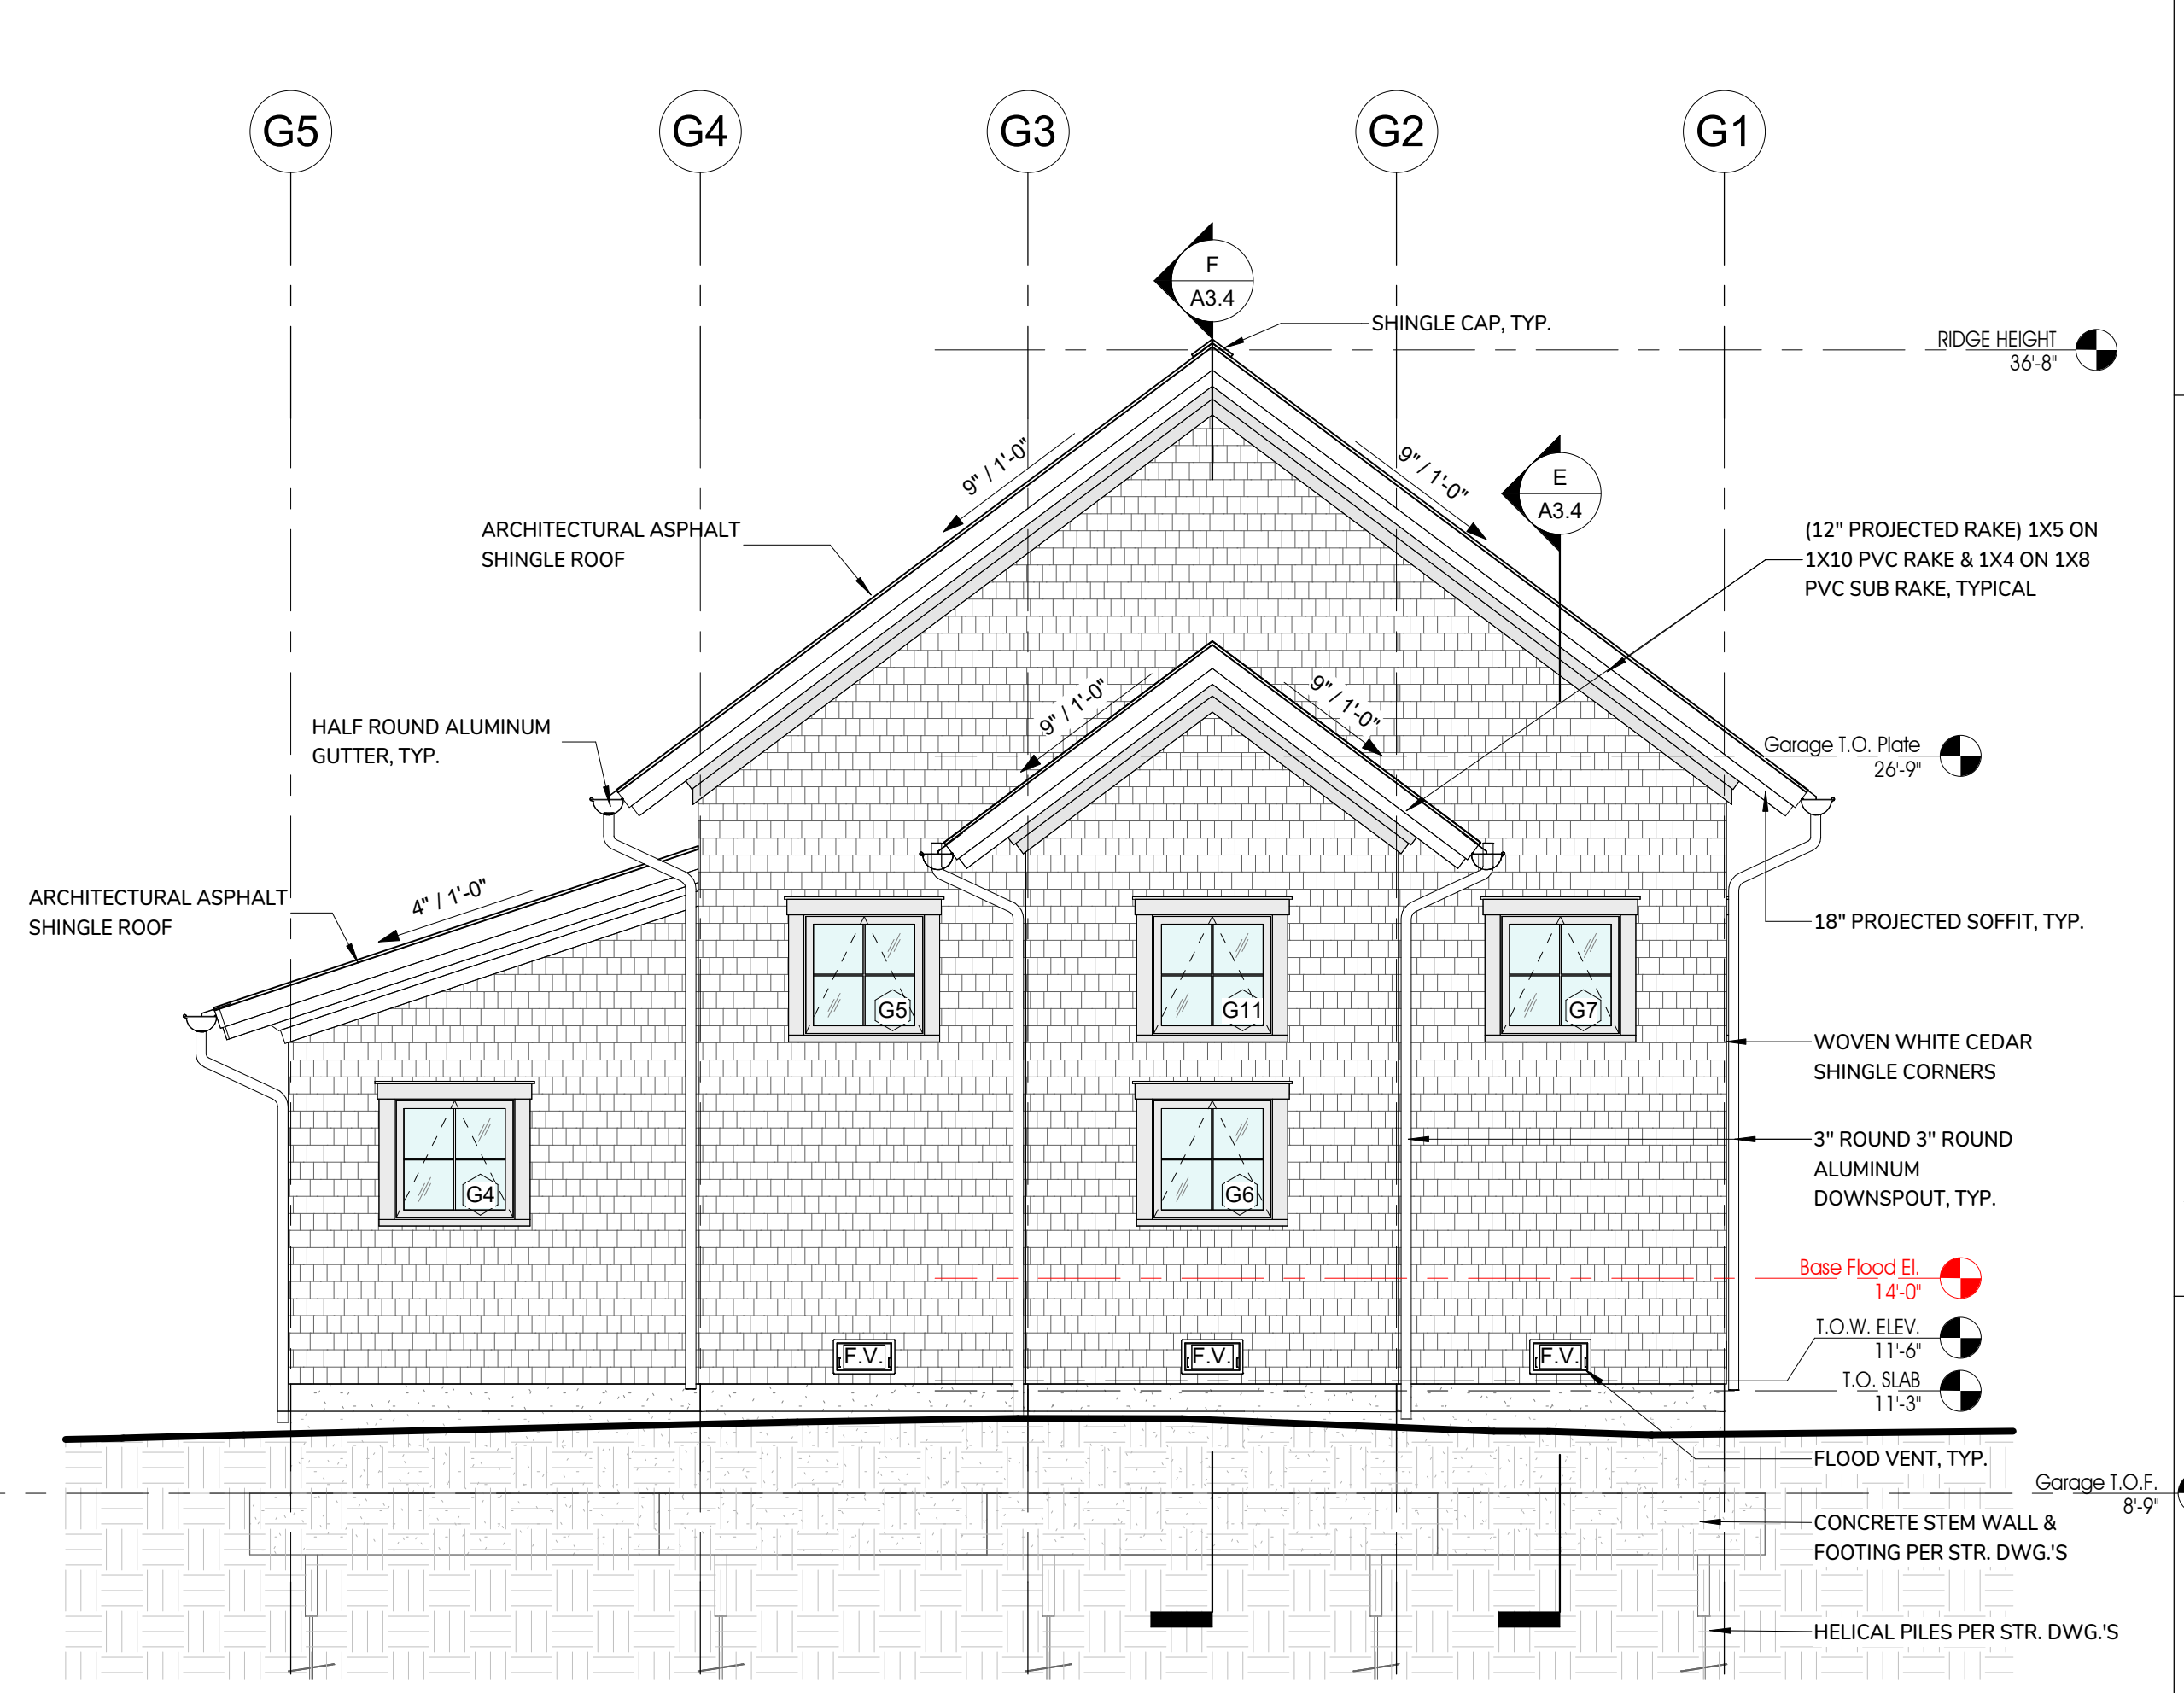 G5
G4
G3
G2
G1
F
A3.4
SHINGLE CAP, TYP.
RIDGE HEIGHT
36'-8"
9" / 1'-0"
9" / 1'-0"
E
A3.4
ARCHITECTURAL ASPHALT
SHINGLE ROOF
(12" PROJECTED RAKE) 1X5 ON
1X10 PVC RAKE & 1X4 ON 1X8
PVC SUB RAKE, TYPICAL
9" / 1'-0"
9" / 1'-0"
HALF ROUND ALUMINUM
GUTTER, TYP.
Garage T.O. Plate
26'-9"
ARCHITECTURAL ASPHALT
SHINGLE ROOF
4" / 1'-0"
18" PROJECTED SOFFIT, TYP.
G5
G11
G7
WOVEN WHITE CEDAR
SHINGLE CORNERS
G4
G6
3" ROUND 3" ROUND
ALUMINUM
DOWNSPOUT, TYP.
Base Flood El.
14'-0"
T.O.W. ELEV.
11'-6"
F.V.
F.V.
F.V.
T.O. SLAB
11'-3"
FLOOD VENT, TYP.
Garage T.O.F.
8'-9"
CONCRETE STEM WALL &
FOOTING PER STR. DWG.'S
HELICAL PILES PER STR. DWG.'S